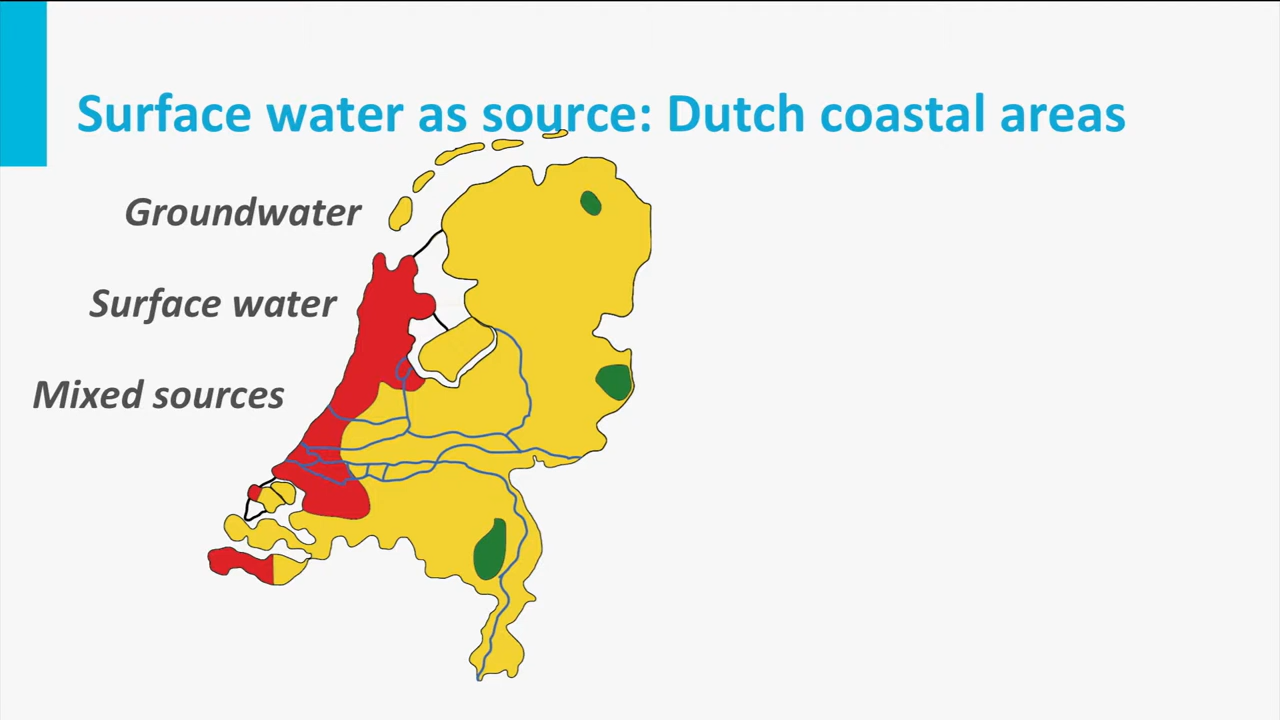 Surface water as source: Dutch coastal areas
Groundwater
Surface water
Mixed sources